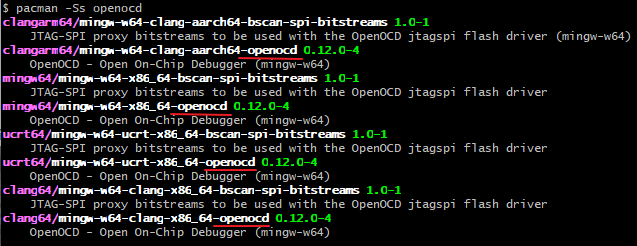 $ pacman -Ss openocd
clangarm64/mingw-w64-clang-aarch64-bscan-spi-bitstreams 1.0-1
JTAG-SPI proxy bitstreams to be used with the OpenOCD jtagspi flash driver (mingw-w64)
clangarm64/mingw-w64-clang-aarch64-openocd 0.12.0-4
OpenOCD - Open On-Chip Debugger (mingw-w64)
mingw64/mingw-w64-x86_64-bscan-spi-bitstreams 1.0-1
JTAG-SPI proxy bitstreams to be used with the OpenOCD jtagspi flash driver
mingw64/mingw-w64-x86_64-openocd 0.12.0-4
OpenOCD - Open On-Chip Debugger (mingw-w64)
ucrt64/mingw-w64-ucrt-x86_64-bscan-spi-bitstreams 1.0-1
JTAG-SPI proxy bitstreams to be used with the OpenOCD jtagspi flash driver
ucrt64/mingw-w64-ucrt-x86_64-openocd 0.12.0-4
OpenOCD - Open On-Chip Debugger (mingw-w64)
clang64/mingw-w64-clang-x86_64-bscan-spi-bitstreams 1.0-1
JTAG-SPI proxy bitstreams to be used with the OpenOCD jtagspi flash driver
clang64/mingw-w64-clang-x86_64-openocd 0.12.0-4
OpenOCD - Open On-Chip Debugger (mingw-w64)